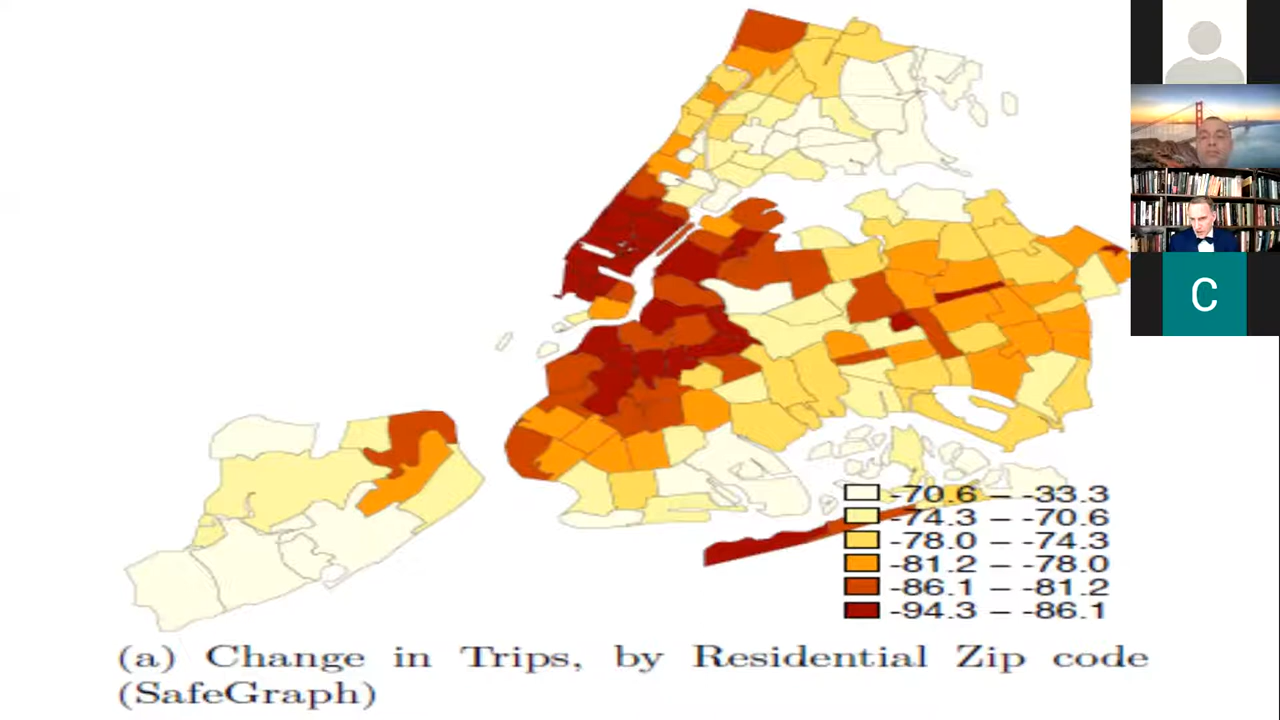 C
-70.6 – -33.3
-74.3 – -70.6
-78.0 – -74.3
-81.2 – -78.0
-86.1 – -81.2
-94.3 – -86.1
(a) Change in Trips, by Residential Zip code
(SafeGraph)